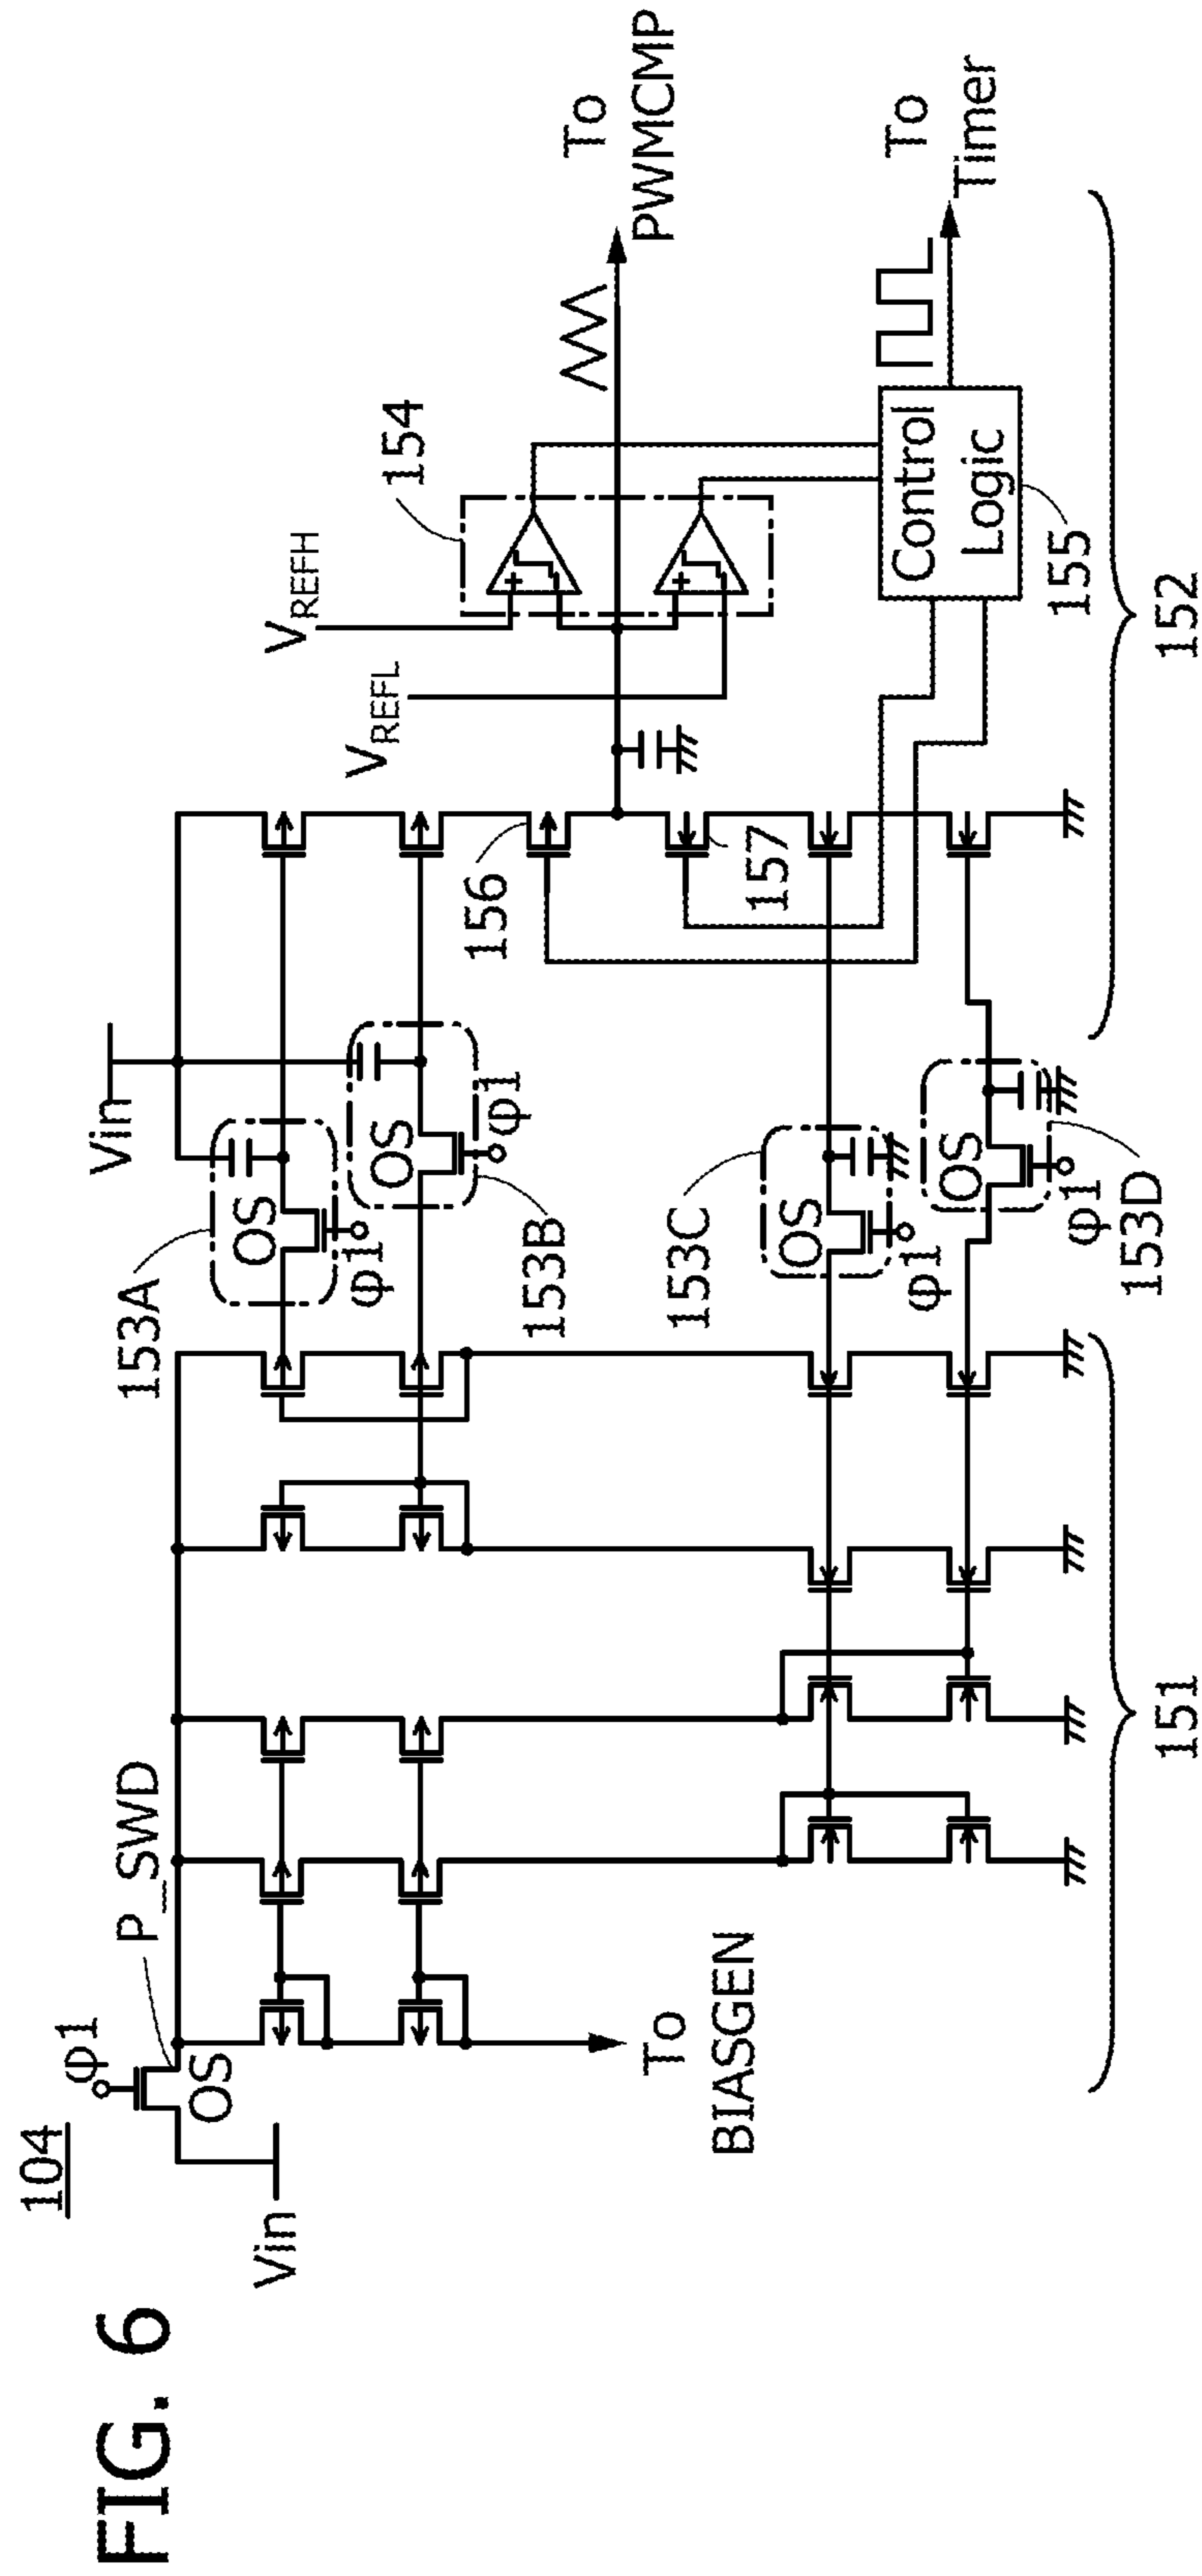 FIG. 6
104
Vin
φ1
OS
P_SWD
To
BIASGEN
151
Vin
153A
OS
φ1
153B
OS
φ1
153C
OS
φ1
153D
OS
φ1
156
157
VREFH
VREFL
154
To
PWMCMP
Control
Logic
155
To
Timer
152